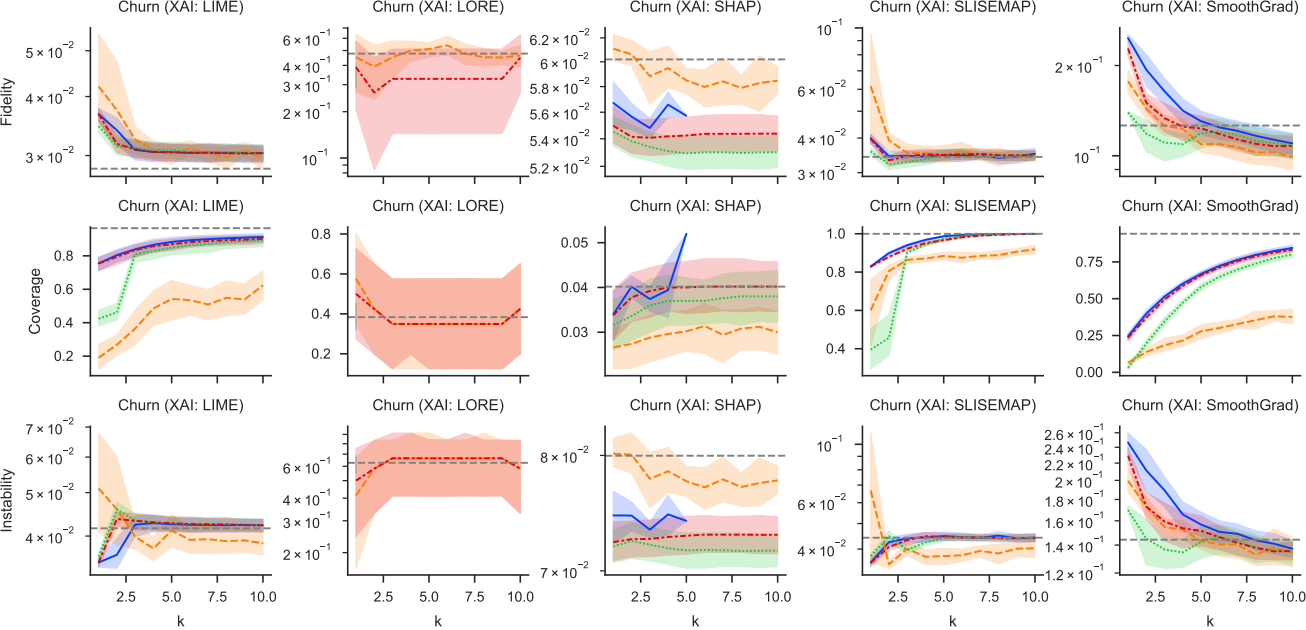 Churn (XAI: LIME)
Churn (XAI: LORE)
Churn (XAI: SHAP)
Churn (XAI: SLISEMAP)
Churn (XAI: SmoothGrad)
Fidelity
5 × 10⁻²
4 × 10⁻²
3 × 10⁻²
6 × 10⁻¹
4 × 10⁻¹
3 × 10⁻¹
2 × 10⁻¹
10⁻¹
6.2 × 10⁻²
6 × 10⁻²
5.8 × 10⁻²
5.6 × 10⁻²
5.4 × 10⁻²
5.2 × 10⁻²
10⁻¹
6 × 10⁻²
4 × 10⁻²
3 × 10⁻²
2 × 10⁻¹
10⁻¹
Churn (XAI: LIME)
Churn (XAI: LORE)
Churn (XAI: SHAP)
Churn (XAI: SLISEMAP)
Churn (XAI: SmoothGrad)
Coverage
0.8
0.6
0.4
0.2
0.8
0.6
0.4
0.2
0.05
0.04
0.03
1.0
0.8
0.6
0.4
0.75
0.50
0.25
0.00
Churn (XAI: LIME)
Churn (XAI: LORE)
Churn (XAI: SHAP)
Churn (XAI: SLISEMAP)
Churn (XAI: SmoothGrad)
Instability
7 × 10⁻²
6 × 10⁻²
5 × 10⁻²
4 × 10⁻²
6 × 10⁻¹
4 × 10⁻¹
3 × 10⁻¹
2 × 10⁻¹
8 × 10⁻²
7 × 10⁻²
10⁻¹
6 × 10⁻²
4 × 10⁻²
2.6 × 10⁻¹
2.4 × 10⁻¹
2.2 × 10⁻¹
2 × 10⁻¹
1.8 × 10⁻¹
1.6 × 10⁻¹
1.4 × 10⁻¹
1.2 × 10⁻¹
2.5 5.0 7.5 10.0
2.5 5.0 7.5 10.0
2.5 5.0 7.5 10.0
2.5 5.0 7.5 10.0
2.5 5.0 7.5 10.0
k
k
k
k
k